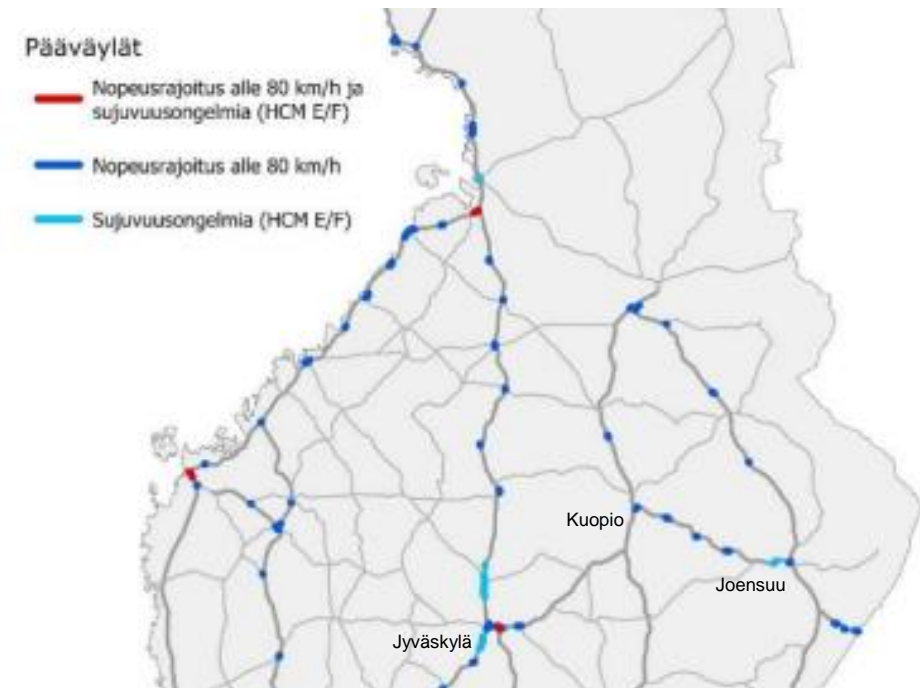 Pääväylät
Nopeusrajoitus alle 80 km/h ja
sujuvuusongelmia (HCM E/F)
Nopeusrajoitus alle 80 km/h
Sujuvuusongelmia (HCM E/F)
Kuopio
Joensuu
Jyväskylä